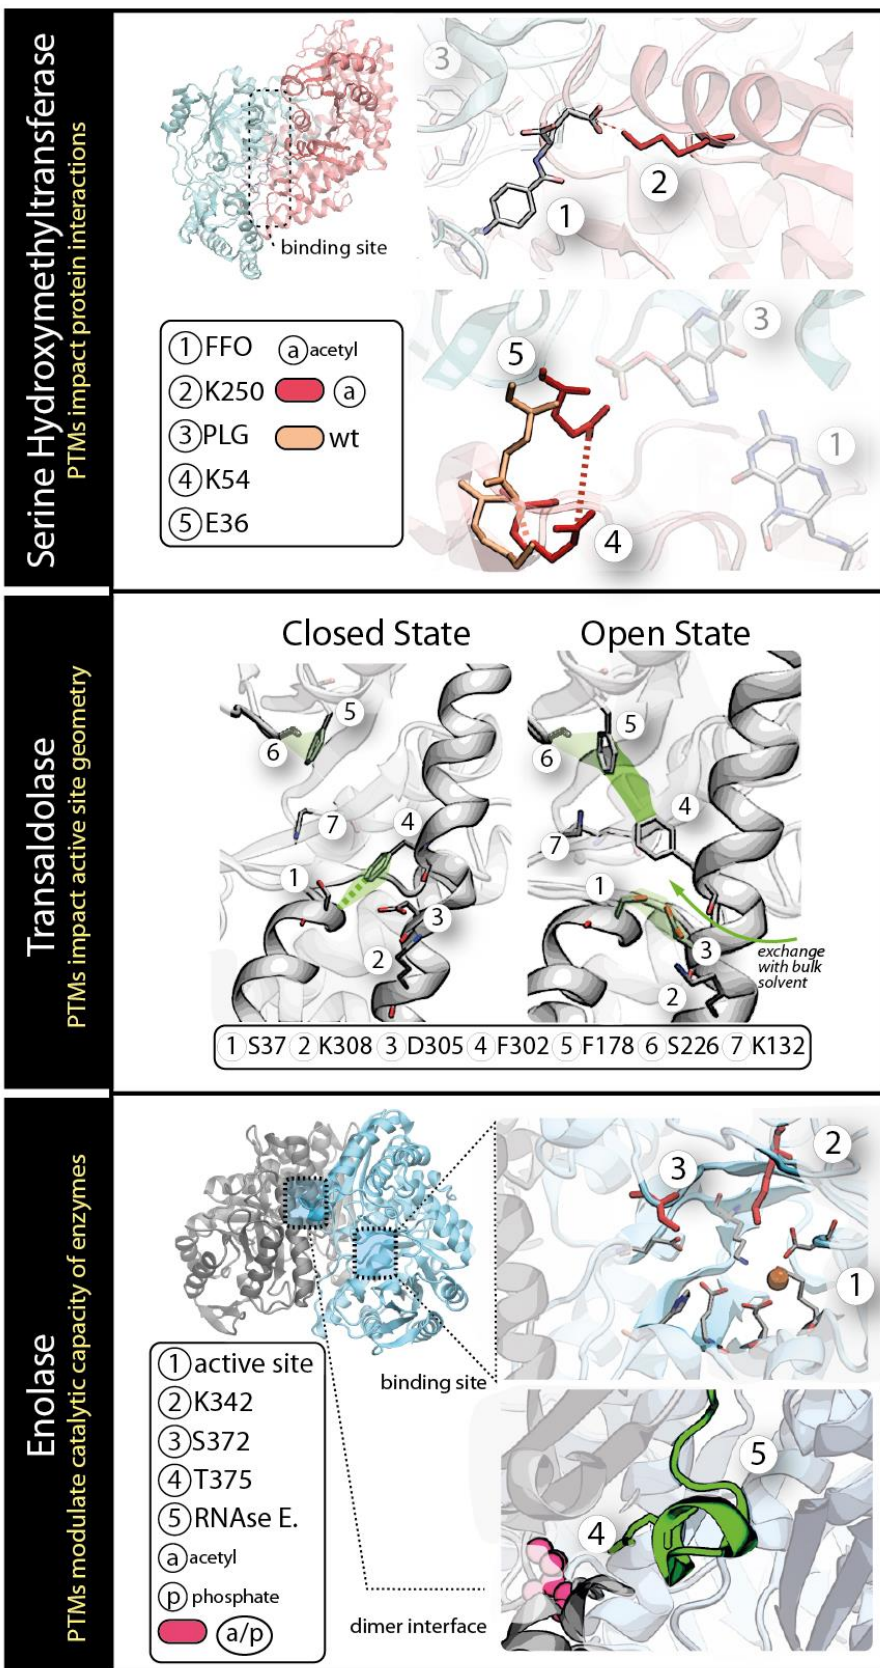 Serine Hydroxymethyltransferase
PTMs impact protein interactions
binding site
3
2
1
1 FFO a acetyl
2 K250 a
3 PLG wt
4 K54
5 E36
5
3
1
4
Transaldolase
PTMs impact active site geometry
Closed State
Open State
5
6
7
4
1
3
2
5
6
4
7
1
3
2
exchange
with bulk
solvent
1 S37 2 K308 3 D305 4 F302 5 F178 6 S226 7 K132
Enolase
PTMs modulate catalytic capacity of enzymes
2
3
1
binding site
1 active site
2 K342
3 S372
4 T375
5 RNAse E.
a acetyl
p phosphate
a/p
5
4
dimer interface